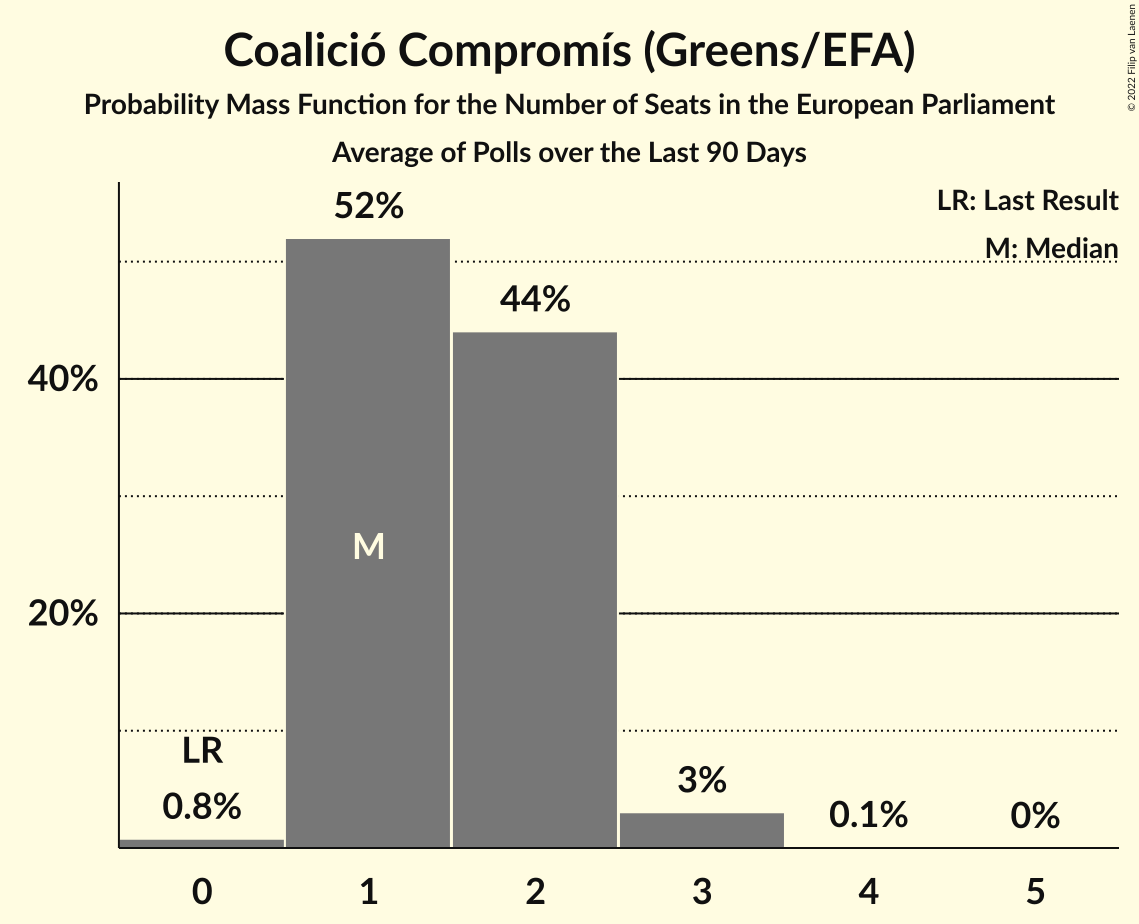 Coalició Compromís (Greens/EFA)
Probability Mass Function for the Number of Seats in the European Parliament
Average of Polls over the Last 90 Days
© 2022 Filip van Laenen
LR: Last Result
M: Median
52%
44%
40%
M
20%
LR
0.8%
3%
0.1%
0%
0 1 2 3 4 5